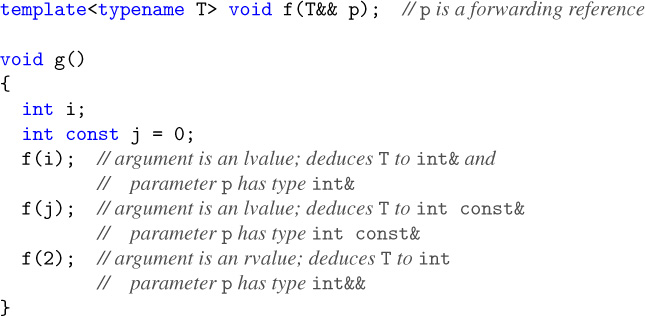 template<typename T> void f(T&& p);  // p is a forwarding reference
void g()
{
  int i;
  int const j = 0;
  f(i);  // argument is an lvalue; deduces T to int& and
         //   parameter p has type int&
  f(j);  // argument is an lvalue; deduces T to int const&
         //   parameter p has type int const&
  f(2);  // argument is an rvalue; deduces T to int
         //   parameter p has type int&&
}